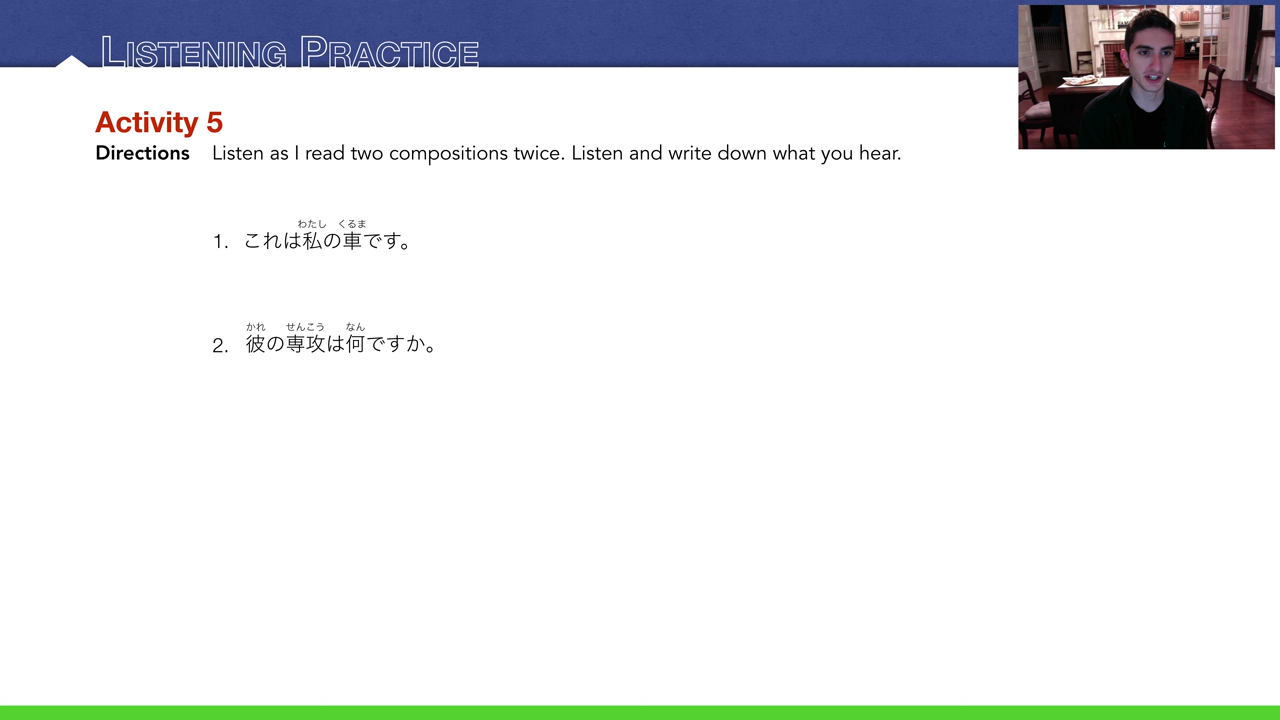 LISTENING PRACTICE
Activity 5
Directions Listen as I read two compositions twice. Listen and write down what you hear.
わたし くるま
1. これは私の車です。
かれ せんこう なん
2. 彼の専攻は何ですか。